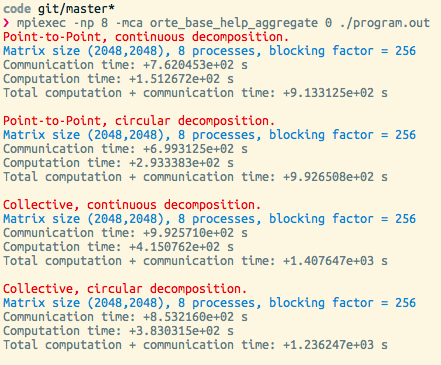 code git/master*
❯ mpiexec -np 8 -mca orte_base_help_aggregate 0 ./program.out
Point-to-Point, continuous decomposition.
Matrix size (2048,2048), 8 processes, blocking factor = 256
Communication time: +7.620453e+02 s
Computation time: +1.512672e+02 s
Total computation + communication time: +9.133125e+02 s

Point-to-Point, circular decomposition.
Matrix size (2048,2048), 8 processes, blocking factor = 256
Communication time: +6.993125e+02 s
Computation time: +2.933383e+02 s
Total computation + communication time: +9.926508e+02 s

Collective, continuous decomposition.
Matrix size (2048,2048), 8 processes, blocking factor = 256
Communication time: +9.925710e+02 s
Computation time: +4.150762e+02 s
Total computation + communication time: +1.407647e+03 s

Collective, circular decomposition.
Matrix size (2048,2048), 8 processes, blocking factor = 256
Communication time: +8.532160e+02 s
Computation time: +3.830315e+02 s
Total computation + communication time: +1.236247e+03 s